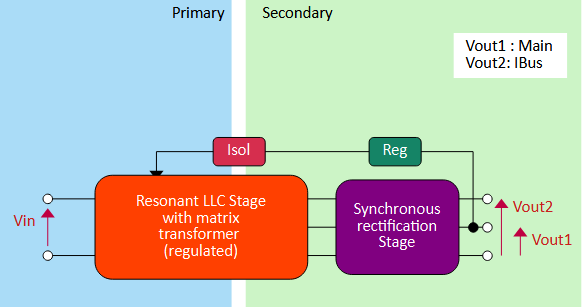 Primary
Secondary
Vout1 : Main
Vout2: IBus
Isol
Reg
Resonant LLC Stage
with matrix
transformer
(regulated)
Synchronous
rectification
Stage
Vin
Vout2
Vout1